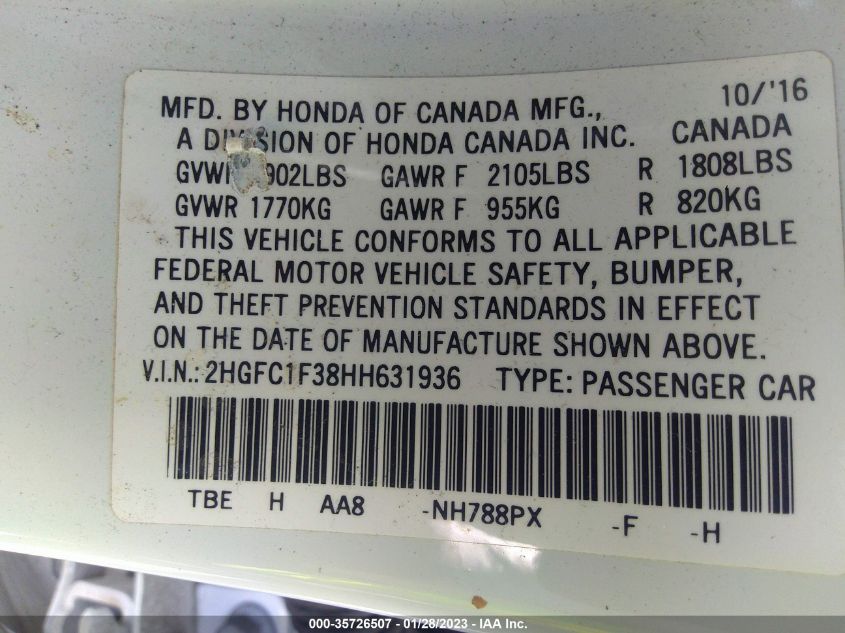 10/'16
MFD. BY HONDA OF CANADA MFG.,
A DIVISION OF HONDA CANADA INC. CANADA
902LBS GAWR F 2105LBS R 1808LBS
GVWR 1770KG GAWR F 955KG R 820KG
THIS VEHICLE CONFORMS TO ALL APPLICABLE
FEDERAL MOTOR VEHICLE SAFETY, BUMPER,
AND THEFT PREVENTION STANDARDS IN EFFECT
ON THE DATE OF MANUFACTURE SHOWN ABOVE.
V.I.N.: 2HGFC1F38HH631936 TYPE: PASSENGER CAR
TBE H AA8 -NH788PX -F -H
000-35726507 - 01/28/2023 - IAA Inc.